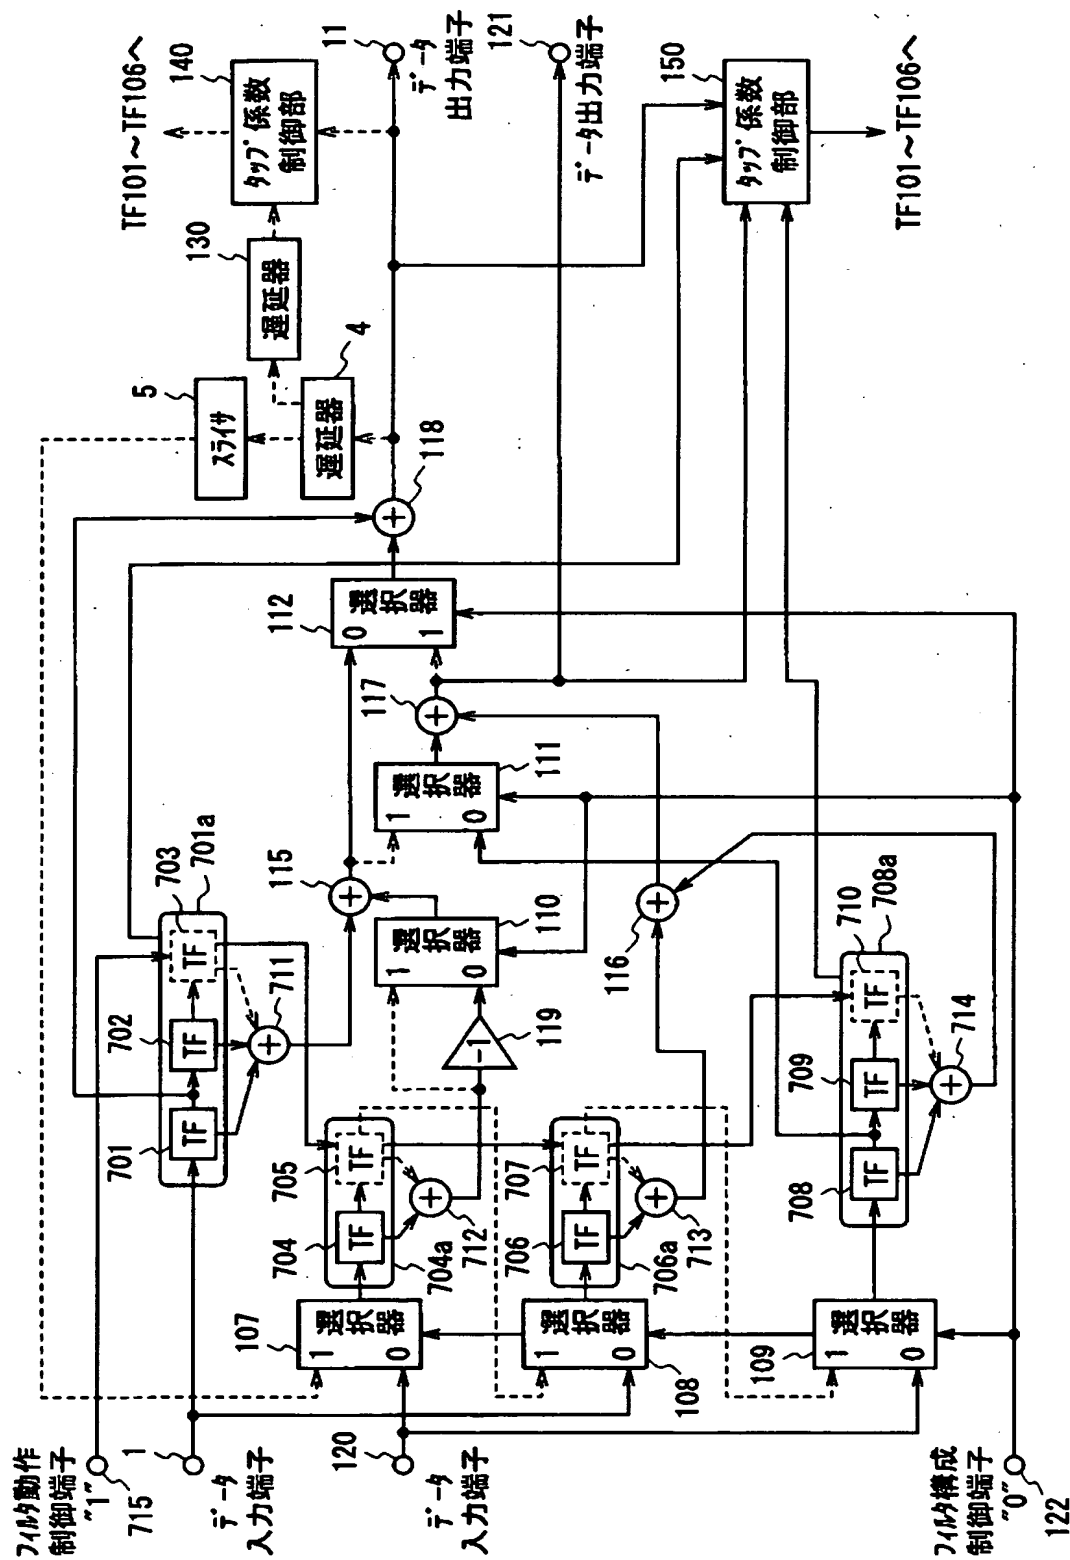 フィルタ動作
制御端子
"1"
715
1
データ
入力端子
120
データ
入力端子
フィルタ構成
制御端子
"0"
122
107
選択器
1
0
108
選択器
1
0
109
選択器
1
0
701
TF
702
TF
703
TF
701a
711
704
TF
705
TF
704a
712
706
TF
707
TF
706a
713
708
TF
709
TF
710
TF
708a
714
-1
119
110
選択器
1
0
115
116
111
選択器
1
0
117
112
選択器
0
1
118
5
スライサ
4
遅延器
130
遅延器
140
タップ係数
制御部
TF101～TF106へ
11
データ
出力端子
121
データ出力端子
150
タップ係数
制御部
TF101～TF106へ